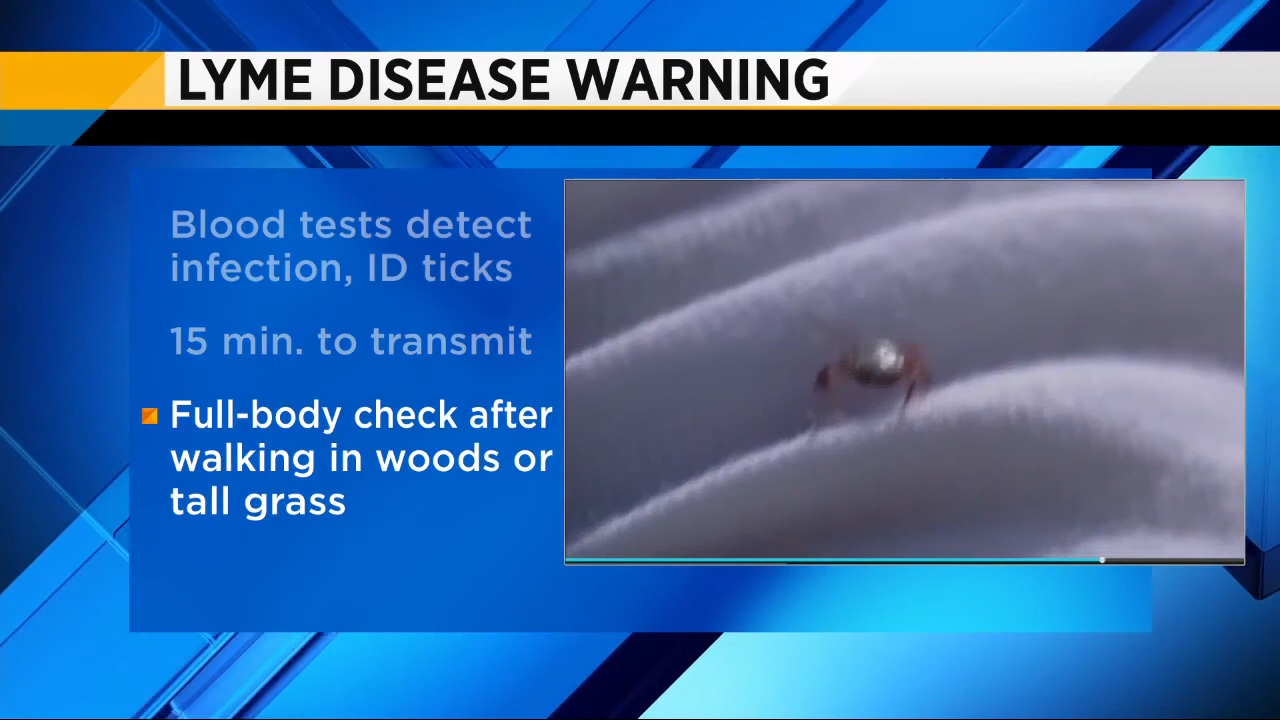 LYME DISEASE WARNING
Blood tests detect
infection, ID ticks
15 min. to transmit
Full-body check after
walking in woods or
tall grass